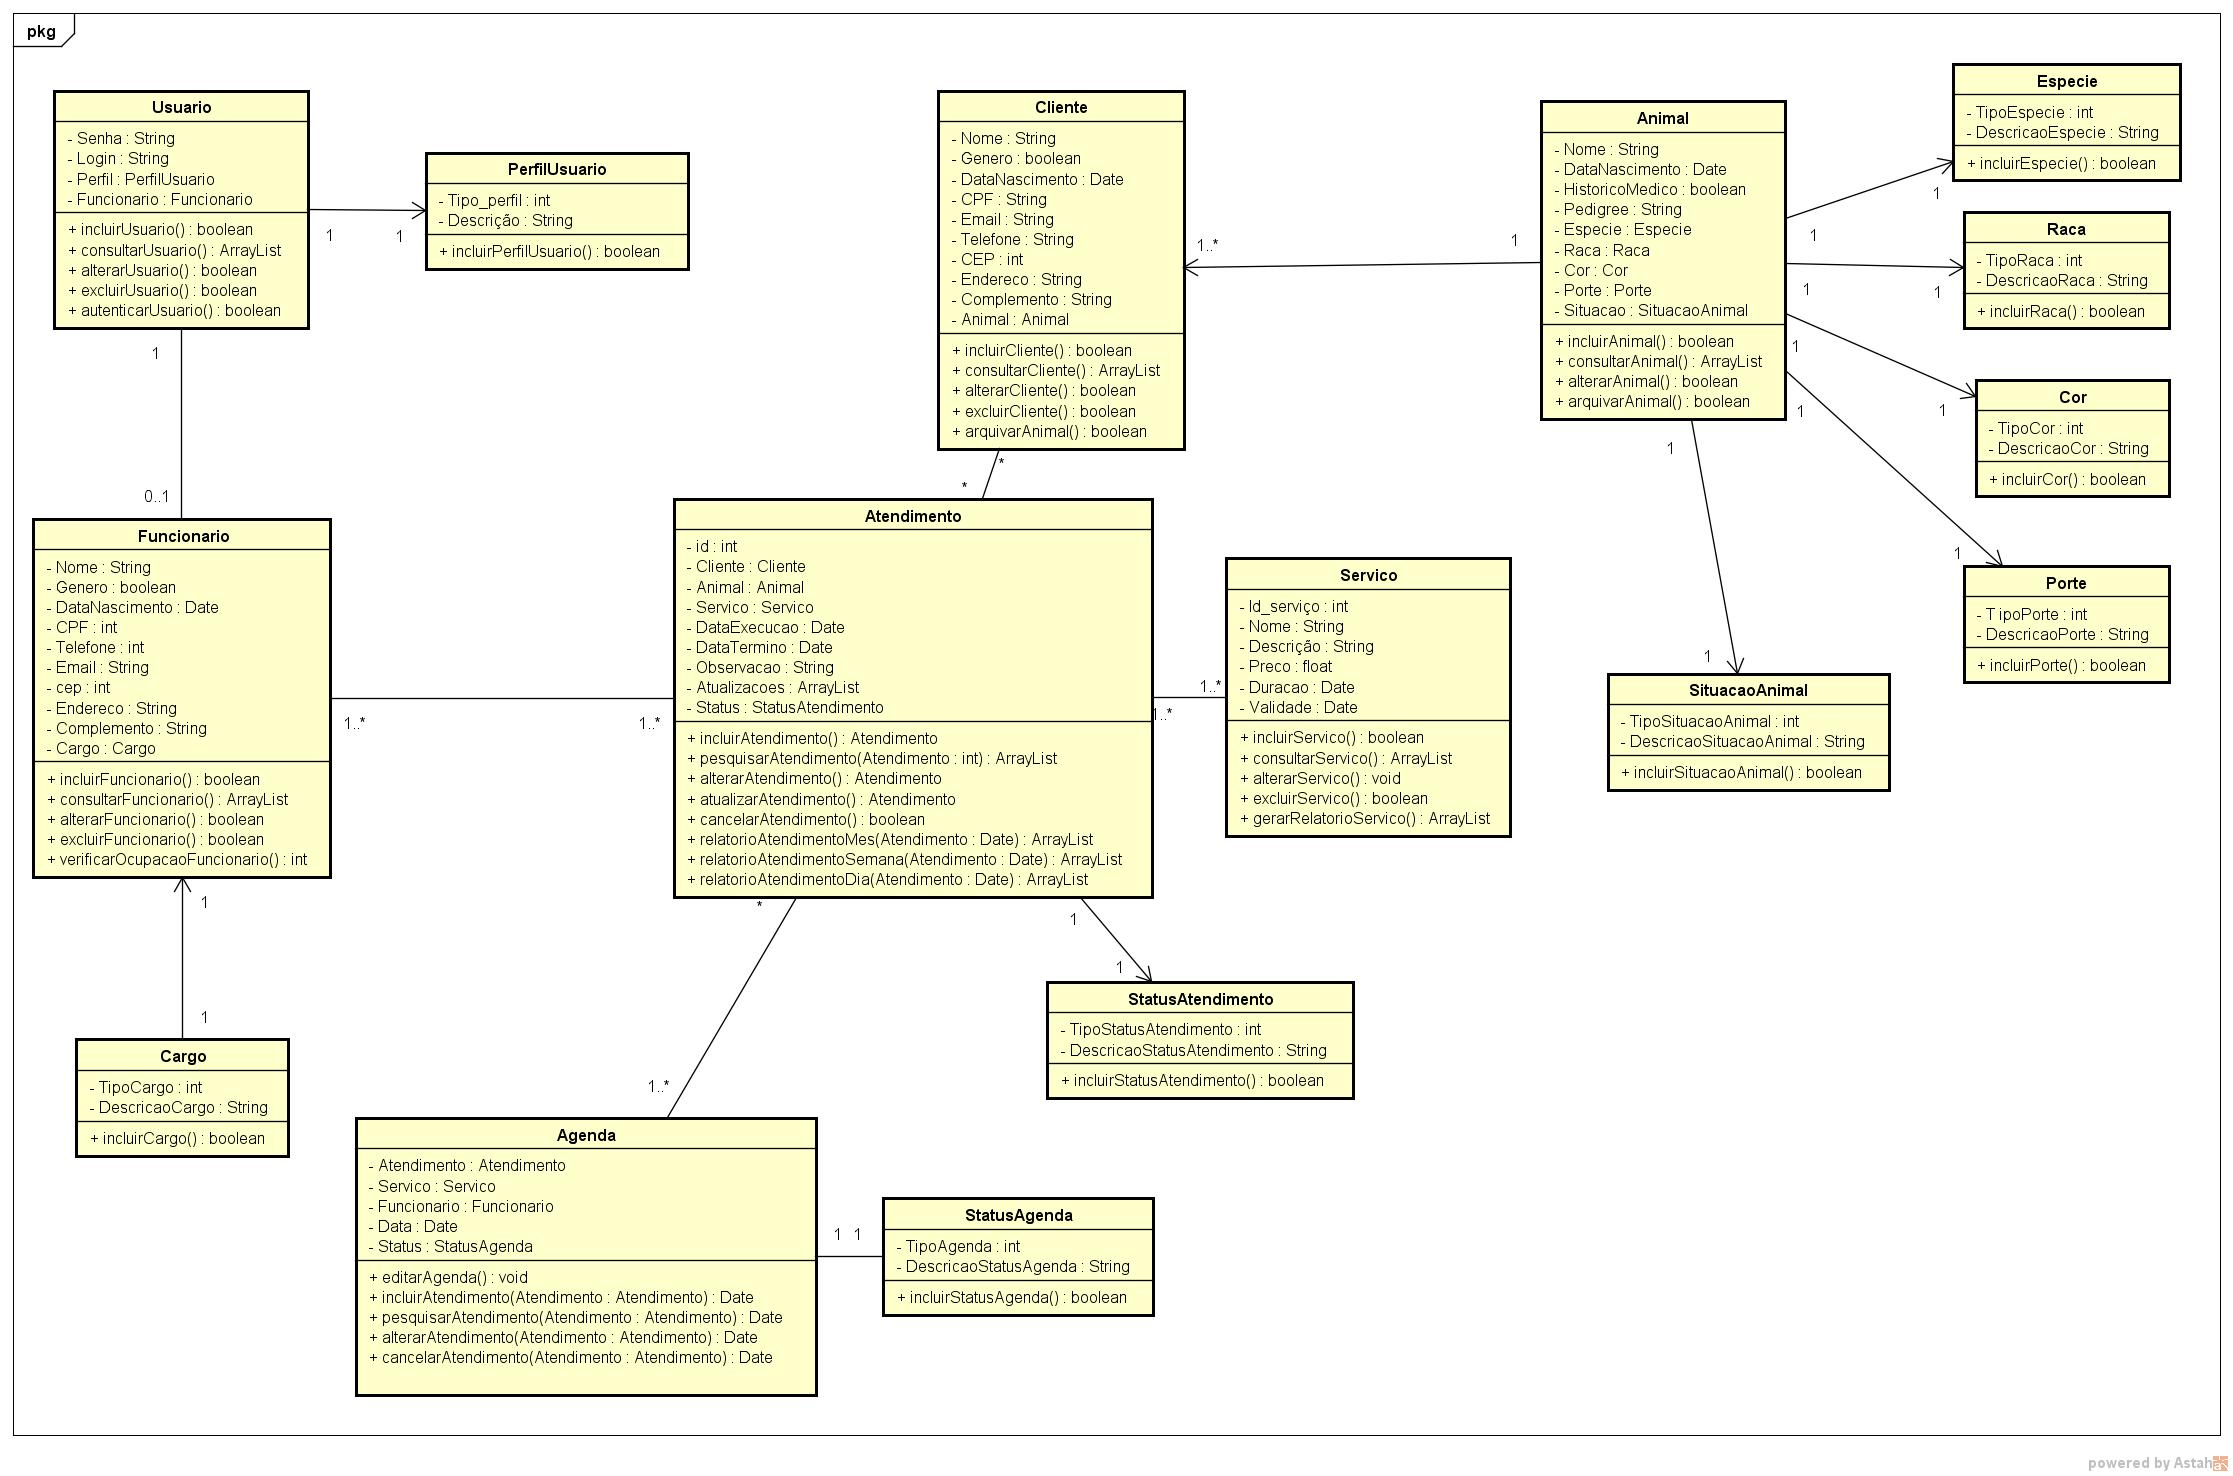 pkg
Usuario
- Senha : String
- Login : String
- Perfil : PerfilUsuario
- Funcionario : Funcionario
+ incluirUsuario() : boolean
+ consultarUsuario() : ArrayList
+ alterarUsuario() : boolean
+ excluirUsuario() : boolean
+ autenticarUsuario() : boolean
1
1
PerfilUsuario
- Tipo_perfil : int
- Descrição : String
+ incluirPerfilUsuario() : boolean
1
0..1
Cliente
- Nome : String
- Genero : boolean
- DataNascimento : Date
- CPF : String
- Email : String
- Telefone : String
- CEP : int
- Endereco : String
- Complemento : String
- Animal : Animal
+ incluirCliente() : boolean
+ consultarCliente() : ArrayList
+ alterarCliente() : boolean
+ excluirCliente() : boolean
+ arquivarAnimal() : boolean
1..*
1
*
*
Animal
- Nome : String
- DataNascimento : Date
- HistoricoMedico : boolean
- Pedigree : String
- Especie : Especie
- Raca : Raca
- Cor : Cor
- Porte : Porte
- Situacao : SituacaoAnimal
+ incluirAnimal() : boolean
+ consultarAnimal() : ArrayList
+ alterarAnimal() : boolean
+ arquivarAnimal() : boolean
1
1
1
1
1
1
1
1
1
1
Especie
- TipoEspecie : int
- DescricaoEspecie : String
+ incluirEspecie() : boolean
Raca
- TipoRaca : int
- DescricaoRaca : String
+ incluirRaca() : boolean
Cor
- TipoCor : int
- DescricaoCor : String
+ incluirCor() : boolean
Porte
- TipoPorte : int
- DescricaoPorte : String
+ incluirPorte() : boolean
SituacaoAnimal
- TipoSituacaoAnimal : int
- DescricaoSituacaoAnimal : String
+ incluirSituacaoAnimal() : boolean
Funcionario
- Nome : String
- Genero : boolean
- DataNascimento : Date
- CPF : int
- Telefone : int
- Email : String
- cep : int
- Endereco : String
- Complemento : String
- Cargo : Cargo
+ incluirFuncionario() : boolean
+ consultarFuncionario() : ArrayList
+ alterarFuncionario() : boolean
+ excluirFuncionario() : boolean
+ verificarOcupacaoFuncionario() : int
1..*
1..*
1
1
Atendimento
- id : int
- Cliente : Cliente
- Animal : Animal
- Servico : Servico
- DataExecucao : Date
- DataTermino : Date
- Observacao : String
- Atualizacoes : ArrayList
- Status : StatusAtendimento
+ incluirAtendimento() : Atendimento
+ pesquisarAtendimento(Atendimento : int) : ArrayList
+ alterarAtendimento() : Atendimento
+ atualizarAtendimento() : Atendimento
+ cancelarAtendimento() : boolean
+ relatorioAtendimentoMes(Atendimento : Date) : ArrayList
+ relatorioAtendimentoSemana(Atendimento : Date) : ArrayList
+ relatorioAtendimentoDia(Atendimento : Date) : ArrayList
1..*
1..*
Servico
- Id_serviço : int
- Nome : String
- Descrição : String
- Preco : float
- Duracao : Date
- Validade : Date
+ incluirServico() : boolean
+ consultarServico() : ArrayList
+ alterarServico() : void
+ excluirServico() : boolean
+ gerarRelatorioServico() : ArrayList
*
1..*
1
1
Cargo
- TipoCargo : int
- DescricaoCargo : String
+ incluirCargo() : boolean
StatusAtendimento
- TipoStatusAtendimento : int
- DescricaoStatusAtendimento : String
+ incluirStatusAtendimento() : boolean
Agenda
- Atendimento : Atendimento
- Servico : Servico
- Funcionario : Funcionario
- Data : Date
- Status : StatusAgenda
+ editarAgenda() : void
+ incluirAtendimento(Atendimento : Atendimento) : Date
+ pesquisarAtendimento(Atendimento : Atendimento) : Date
+ alterarAtendimento(Atendimento : Atendimento) : Date
+ cancelarAtendimento(Atendimento : Atendimento) : Date
1 1
StatusAgenda
- TipoAgenda : int
- DescricaoStatusAgenda : String
+ incluirStatusAgenda() : boolean
powered by Astah